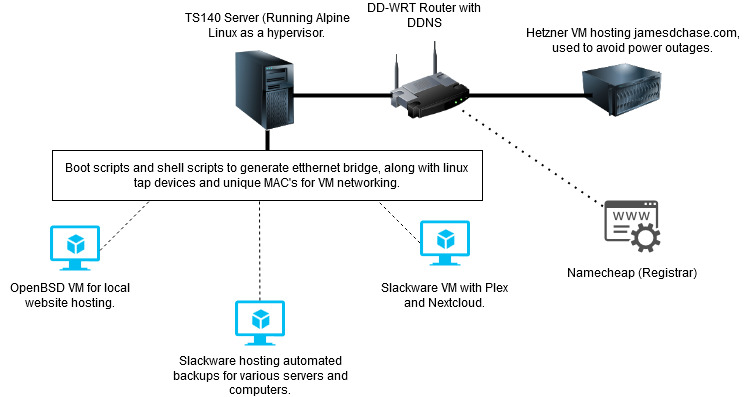 TS140 Server (Running Alpine
Linux as a hypervisor.
DD-WRT Router with
DDNS
Hetzner VM hosting jamesdchase.com,
used to avoid power outages.
Boot scripts and shell scripts to generate etthernet bridge, along with linux
tap devices and unique MAC's for VM networking.
WWW
OpenBSD VM for local
website hosting.
Slackware VM with Plex
and Nextcloud.
Namecheap (Registrar)
Slackware hosting automated
backups for various servers and
computers.